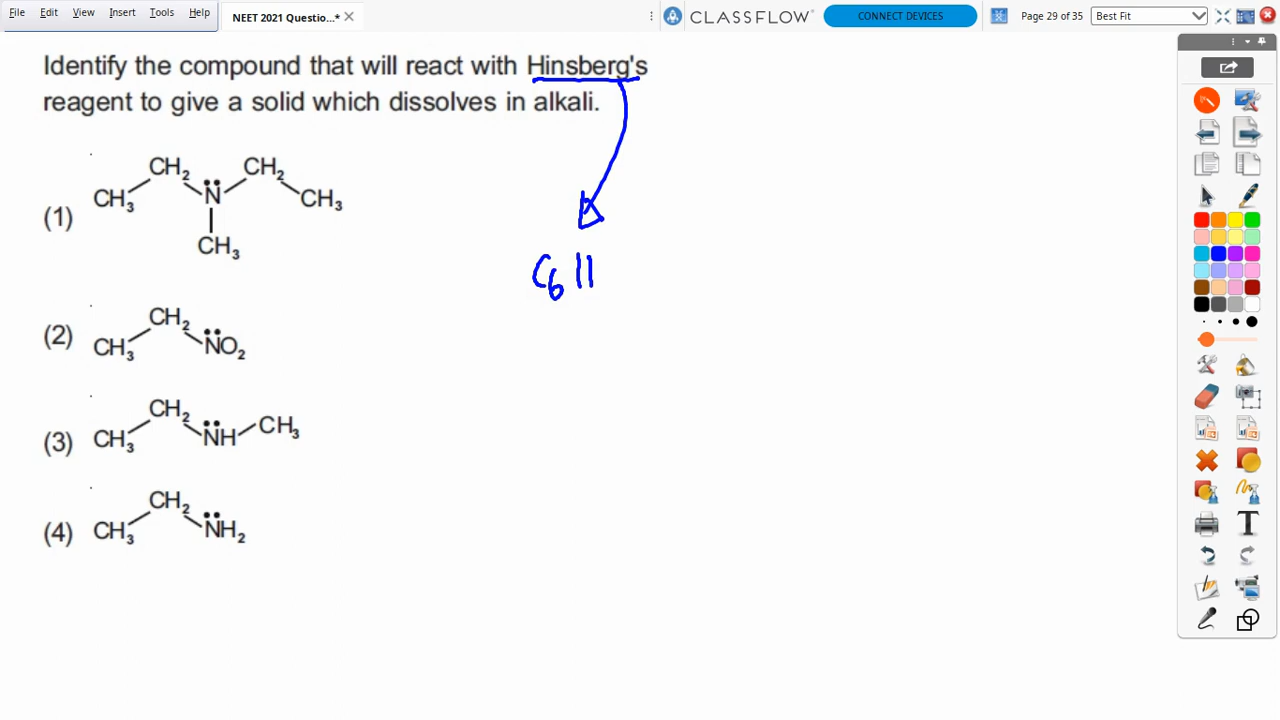 File Edit View Insert Tools Help
NEET 2021 Questio...*
CLASSFLOW
CONNECT DEVICES
Page 29 of 35
Best Fit
Identify the compound that will react with Hinsberg's
reagent to give a solid which dissolves in alkali.
(1) CH₃ CH₂ N CH₂ CH₃
CH₃
C₆
(2) CH₃ CH₂ NO₂
(3) CH₃ CH₂ NH CH₃
(4) CH₃ CH₂ NH₂
T